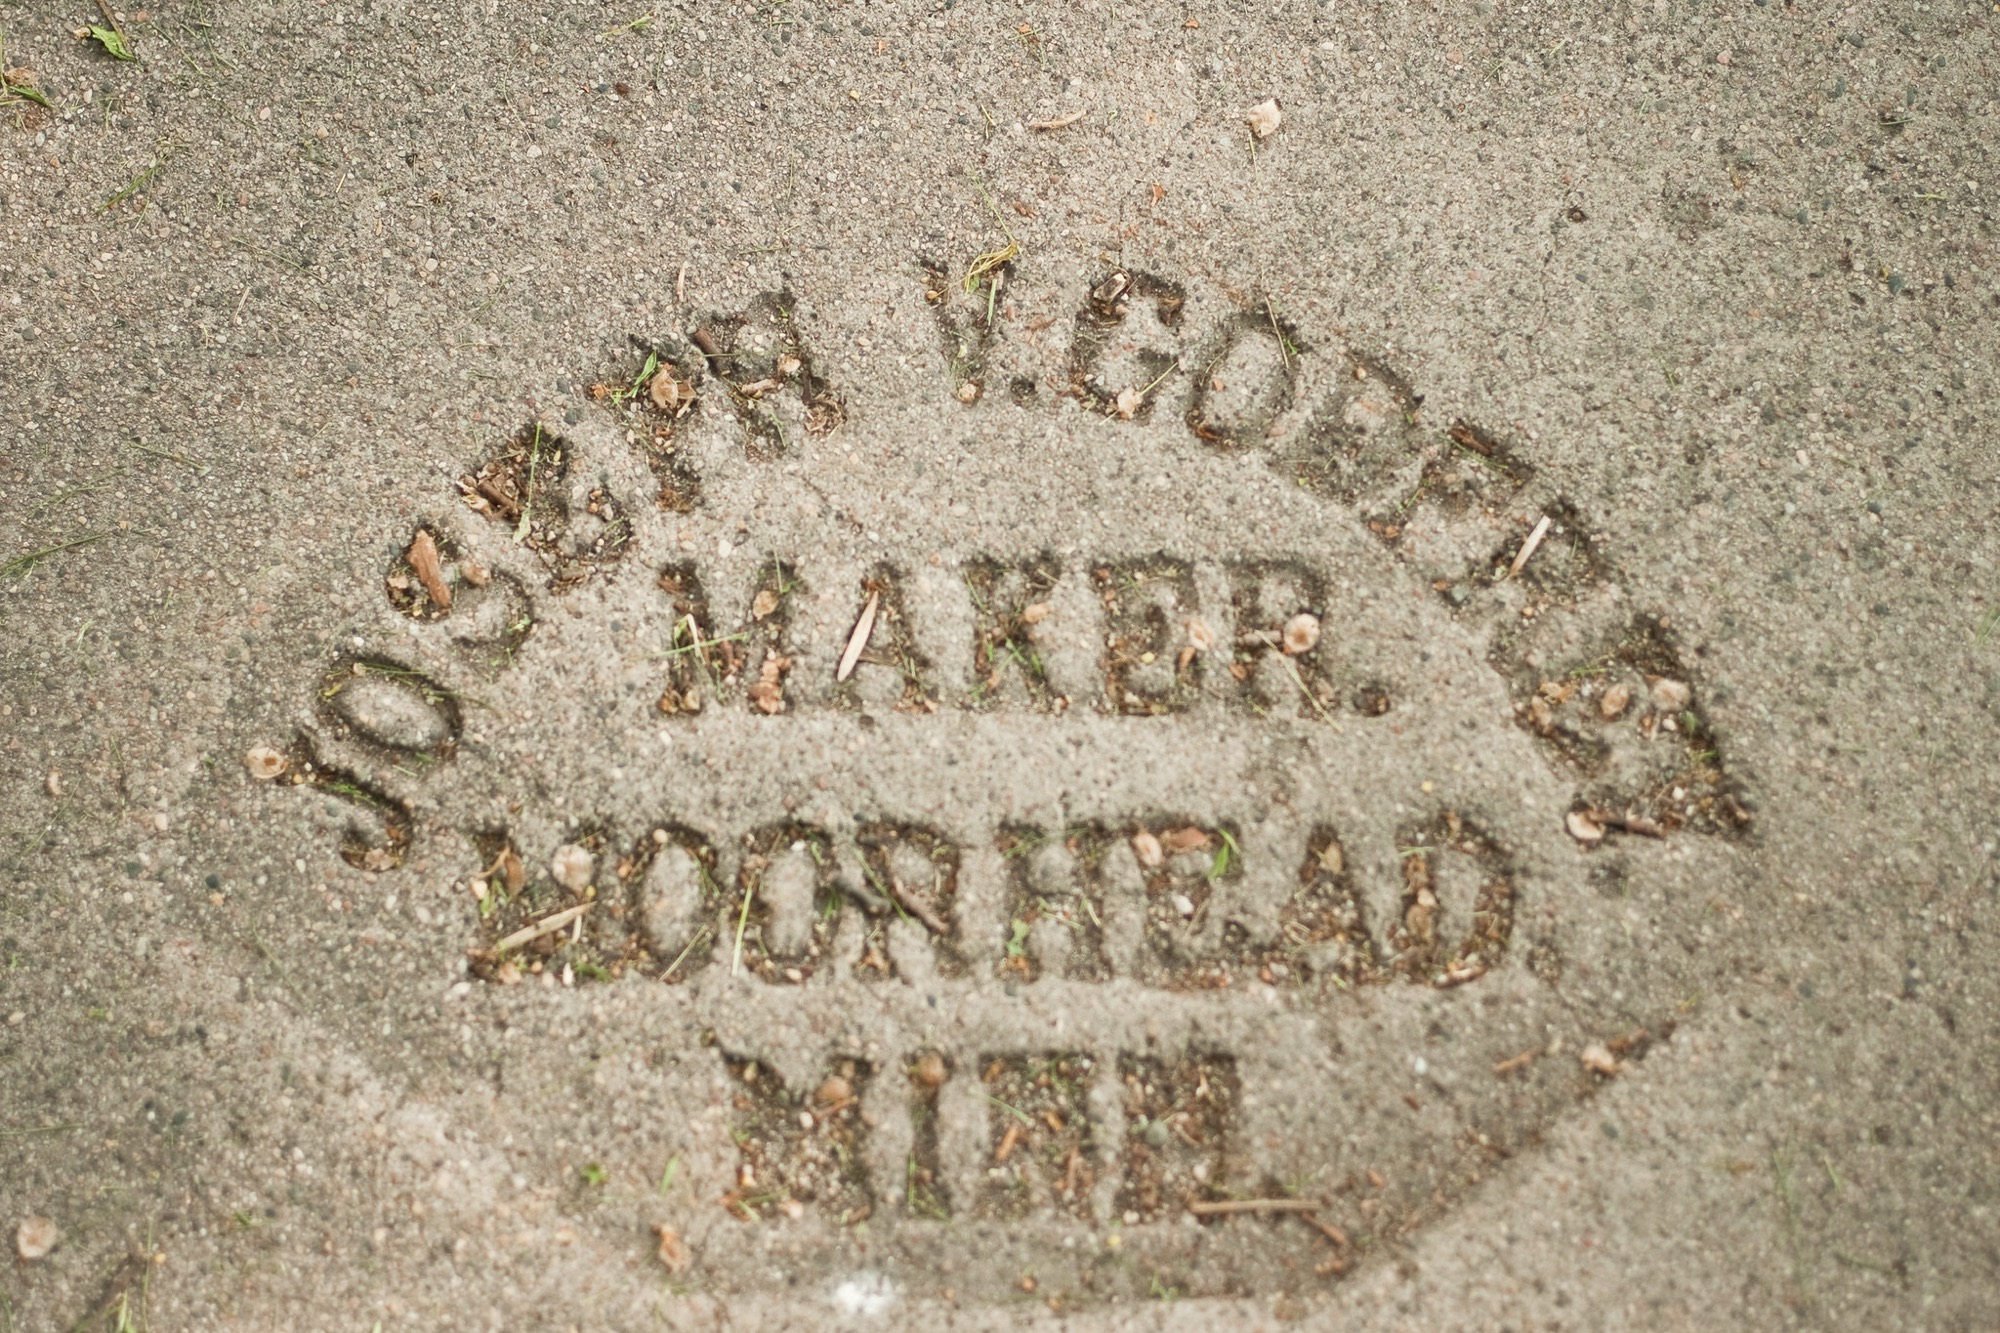 JOSEPH V.
MAKER.
MOORHEAD
MINN